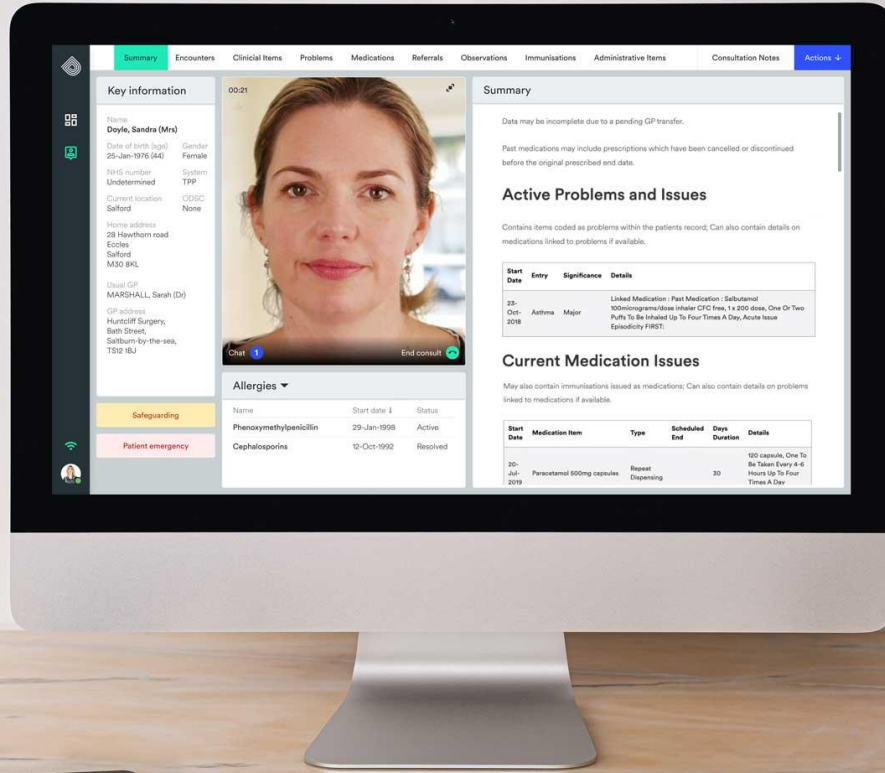 Summary
Encounters
Clinicial Items
Problems
Medications
Referrals
Observations
Immunisations
Administrative Items
Consultation Notes
Actions ↓
Key information
Name
Doyle, Sandra (Mrs)
Date of birth (age) Gender
25-Jan-1976 (44) Female
NHS number System
Undetermined TPP
Current location ODSC
Salford None
Home address
28 Hawthorn road
Eccles
Salford
M30 8KL
Usual GP
MARSHALL, Sarah (Dr)
GP address
Huntcliff Surgery,
Bath Street,
Saltburn-by-the-sea,
TS12 1BJ
Safeguarding
Patient emergency
00:21
Chat 1
End consult
Allergies
Name Start date ↓ Status
Phenoxymethylpenicillin 29-Jan-1998 Active
Cephalosporins 12-Oct-1992 Resolved
Summary
Data may be incomplete due to a pending GP transfer.
Past medications may include prescriptions which have been cancelled or discontinued
before the original prescribed end date.
Active Problems and Issues
Contains items coded as problems within the patients record; Can also contain details on
medications linked to problems if available.
Start
Date
Entry
Significance
Details
23-
Oct-
2018
Asthma
Major
Linked Medication : Past Medication : Salbutamol
100micrograms/dose inhaler CFC free, 1 x 200 dose, One Or Two
Puffs To Be Inhaled Up To Four Times A Day, Acute Issue
Episodicity FIRST:
Current Medication Issues
May also contain immunisations issued as medications; Can also contain details on problems
linked to medications if available.
Start
Date
Medication Item
Type
Scheduled
End
Days
Duration
Details
20-
Jul-
2019
Paracetamol 500mg capsules
Repeat
Dispensing
30
120 capsule, One To
Be Taken Every 4-6
Hours Up To Four
Times A Day